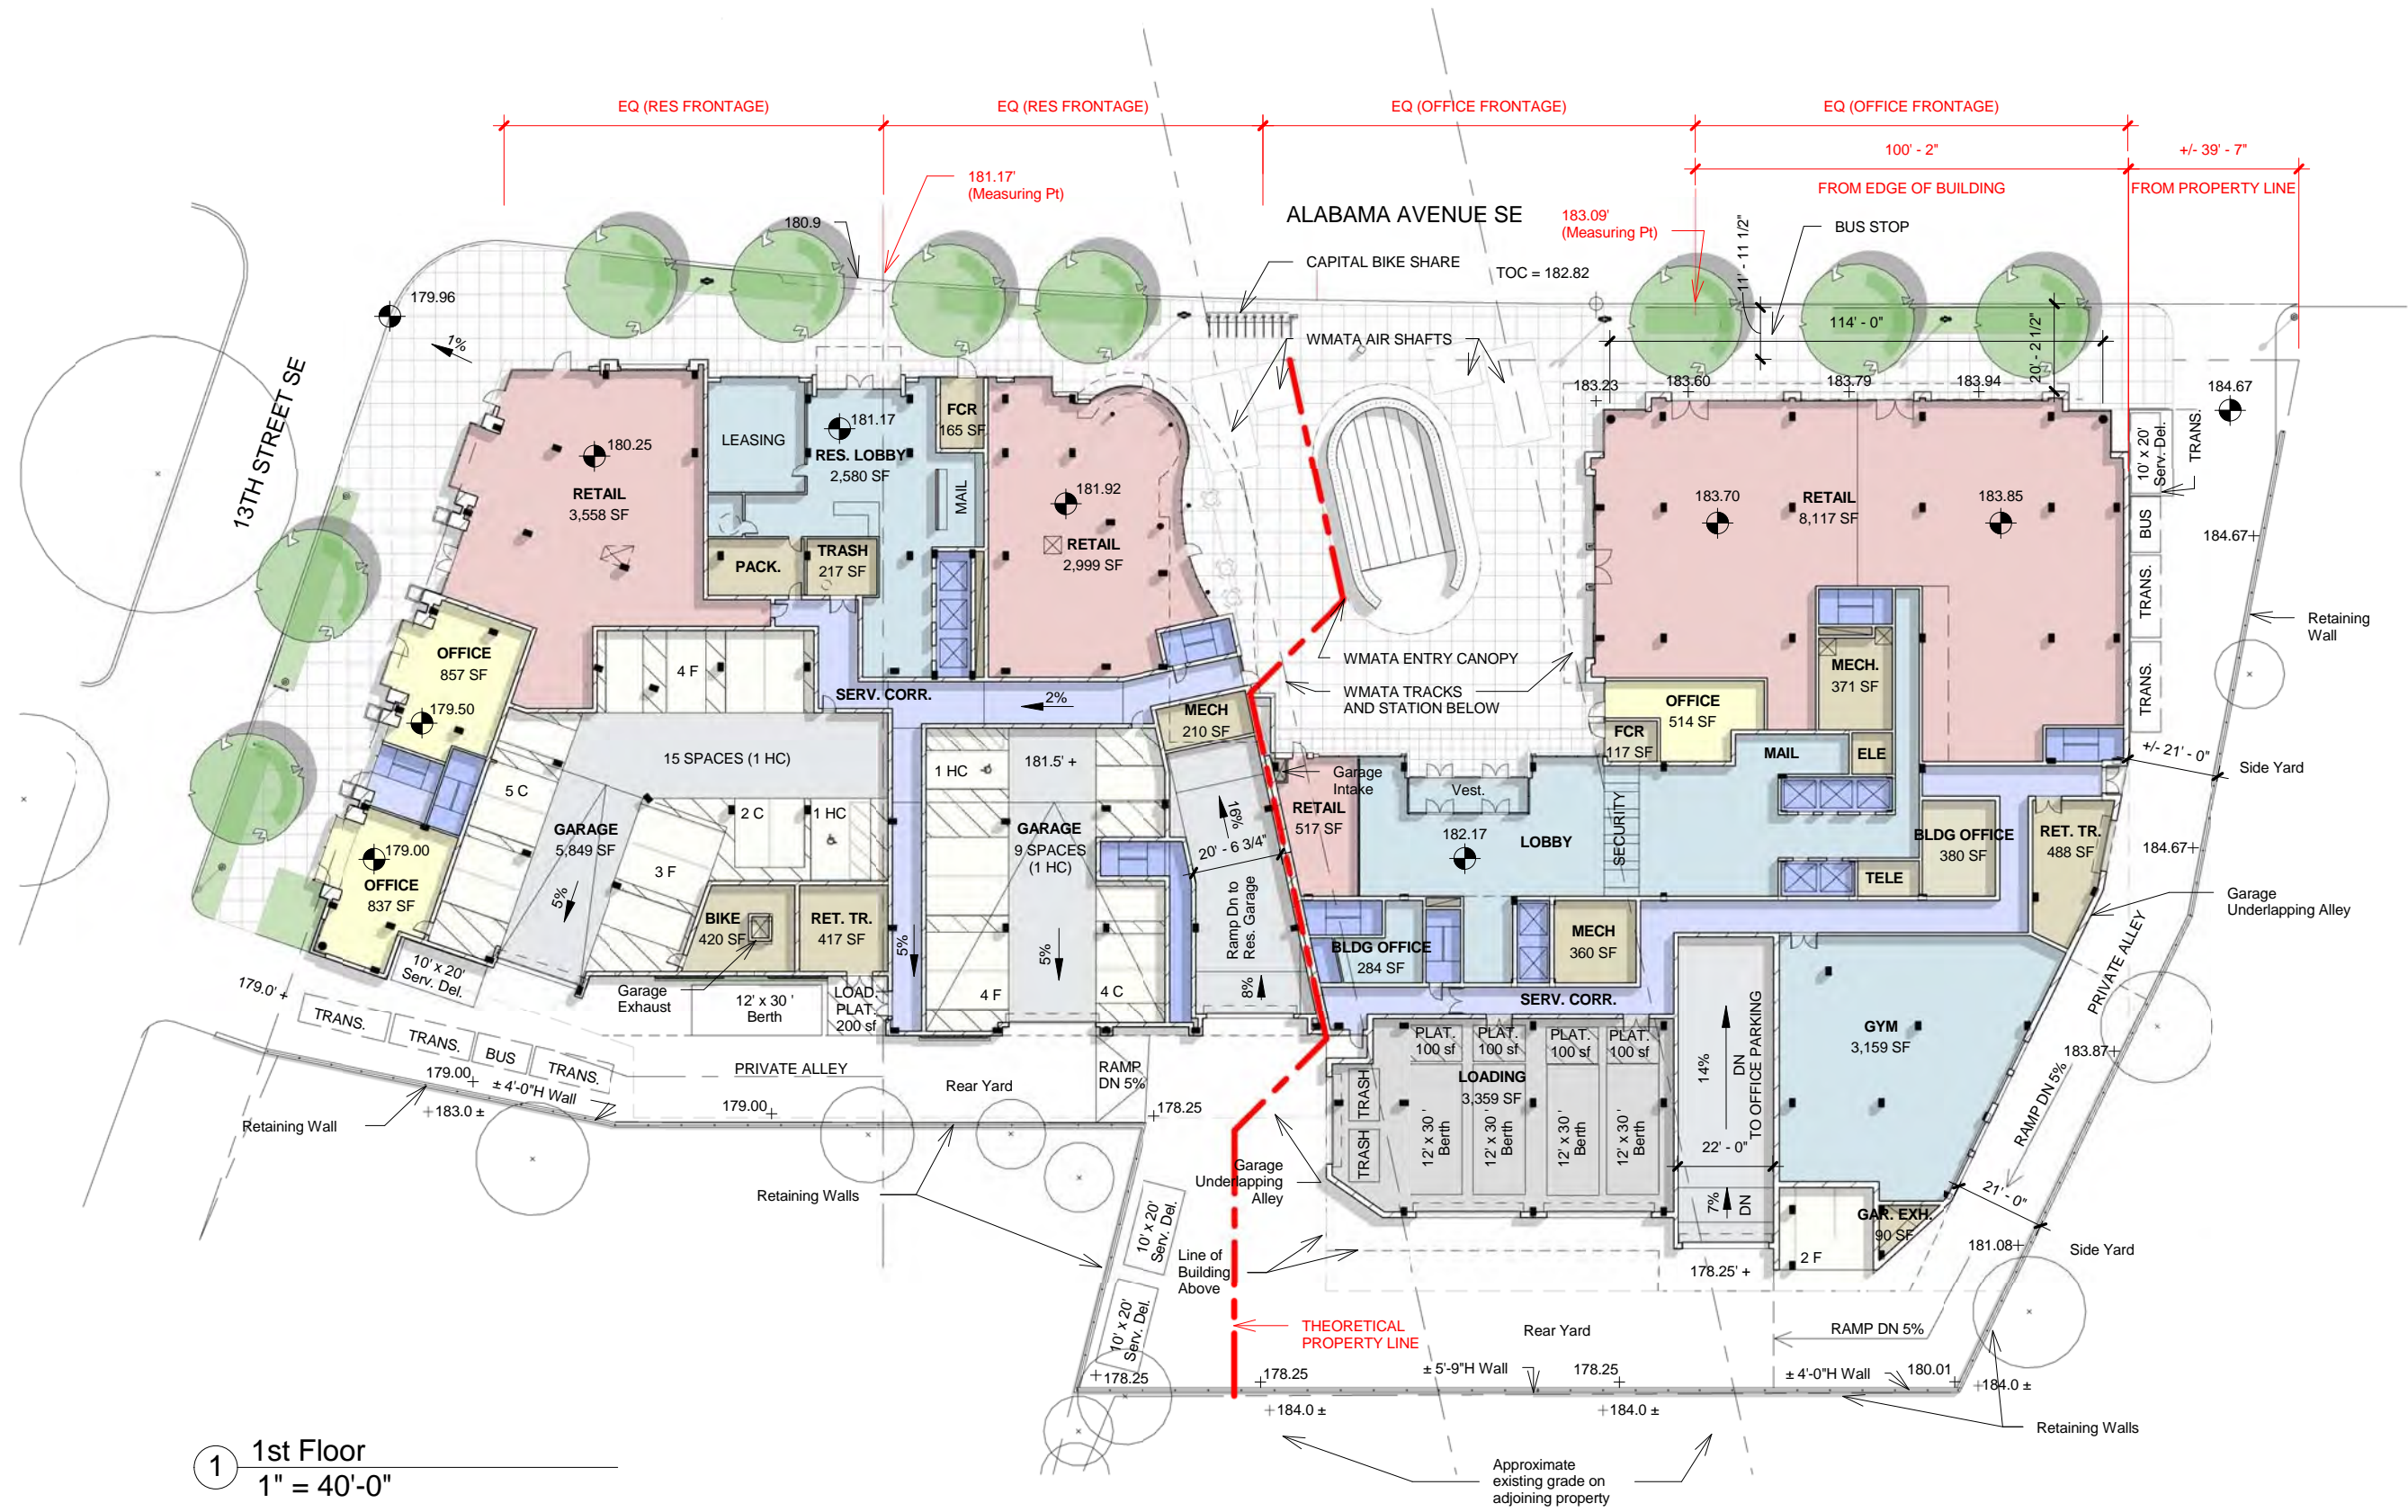 EQ (RES FRONTAGE)
EQ (RES FRONTAGE)
EQ (OFFICE FRONTAGE)
EQ (OFFICE FRONTAGE)
100' - 2"
+/- 39' - 7"
FROM EDGE OF BUILDING
FROM PROPERTY LINE
181.17'
(Measuring Pt)
180.9
ALABAMA AVENUE SE
183.09'
(Measuring Pt)
BUS STOP
11' - 11 1/2"
CAPITAL BIKE SHARE
TOC = 182.82
179.96
1%
114' - 0"
20' - 2 1/2"
WMATA AIR SHAFTS
13TH STREET SE
183.23
183.60
183.79
183.94
184.67
10' x 20'
Serv. Del.
TRANS.
BUS
TRANS.
TRANS.
184.67
180.25
RETAIL
3,558 SF
LEASING
181.17
RES. LOBBY
2,580 SF
FCR
165 SF
MAIL
PACK.
TRASH
217 SF
181.92
RETAIL
2,999 SF
183.70
RETAIL
8,117 SF
183.85
MECH.
371 SF
Retaining
Wall
OFFICE
857 SF
179.50
4 F
SERV. CORR.
2%
WMATA ENTRY CANOPY
WMATA TRACKS
AND STATION BELOW
MECH
210 SF
OFFICE
514 SF
FCR
117 SF
MAIL
ELE
+/- 21' - 0"
Side Yard
15 SPACES (1 HC)
5 C
1 HC
181.5' +
Garage
Intake
Vest.
2 C
1 HC
GARAGE
5,849 SF
5%
3 F
GARAGE
9 SPACES
(1 HC)
16%
20' - 6 3/4"
RETAIL
517 SF
182.17
LOBBY
SECURITY
BLDG OFFICE
380 SF
RET. TR.
488 SF
184.67
179.00
OFFICE
837 SF
BIKE
420 SF
RET. TR.
417 SF
5%
5%
Ramp Dn to
Res. Garage
8%
TELE
BLDG OFFICE
284 SF
MECH
360 SF
Garage
Underlapping Alley
10' x 20'
Serv. Del.
179.0' +
TRANS.
TRANS.
BUS
TRANS.
Garage
Exhaust
12' x 30 '
Berth
LOAD.
PLAT.
200 sf
4 F
4 C
SERV. CORR.
PLAT.
100 sf
PLAT.
100 sf
PLAT.
100 sf
PLAT.
100 sf
LOADING
3,359 SF
TRASH
TRASH
12' x 30 '
Berth
12' x 30 '
Berth
12' x 30 '
Berth
12' x 30 '
Berth
14%
DN
TO OFFICE PARKING
22' - 0"
7%
DN
GYM
3,159 SF
PRIVATE ALLEY
183.87
RAMP DN 5%
179.00
± 4'-0"H Wall
183.0 ±
Retaining Wall
PRIVATE ALLEY
Rear Yard
RAMP
DN 5%
179.00
178.25
Retaining Walls
Garage
Underlapping
Alley
10' x 20'
Serv. Del.
10' x 20'
Serv. Del.
Line of
Building
Above
GAR. EXH.
90 SF
21' - 0"
2 F
181.08
Side Yard
178.25' +
THEORETICAL
PROPERTY LINE
Rear Yard
RAMP DN 5%
178.25
178.25
± 5'-9"H Wall
178.25
± 4'-0"H Wall
180.01
184.0 ±
184.0 ±
184.0 ±
Retaining Walls
Approximate
existing grade on
adjoining property
1
1st Floor
1" = 40'-0"